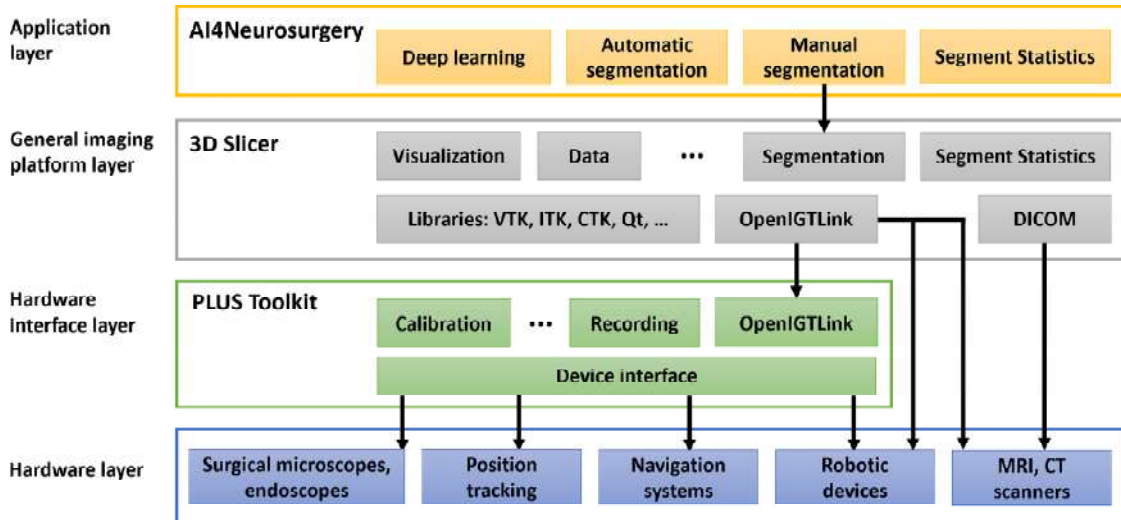 Application
layer
AI4Neurosurgery
Deep learning
Automatic
segmentation
Manual
segmentation
Segment Statistics
General imaging
platform layer
3D Slicer
Visualization
Data
...
Segmentation
Segment Statistics
Libraries: VTK, ITK, CTK, Qt, ...
OpenIGTLink
DICOM
Hardware
interface layer
PLUS Toolkit
Calibration
...
Recording
OpenIGTLink
Device interface
Hardware layer
Surgical microscopes,
endoscopes
Position
tracking
Navigation
systems
Robotic
devices
MRI, CT
scanners